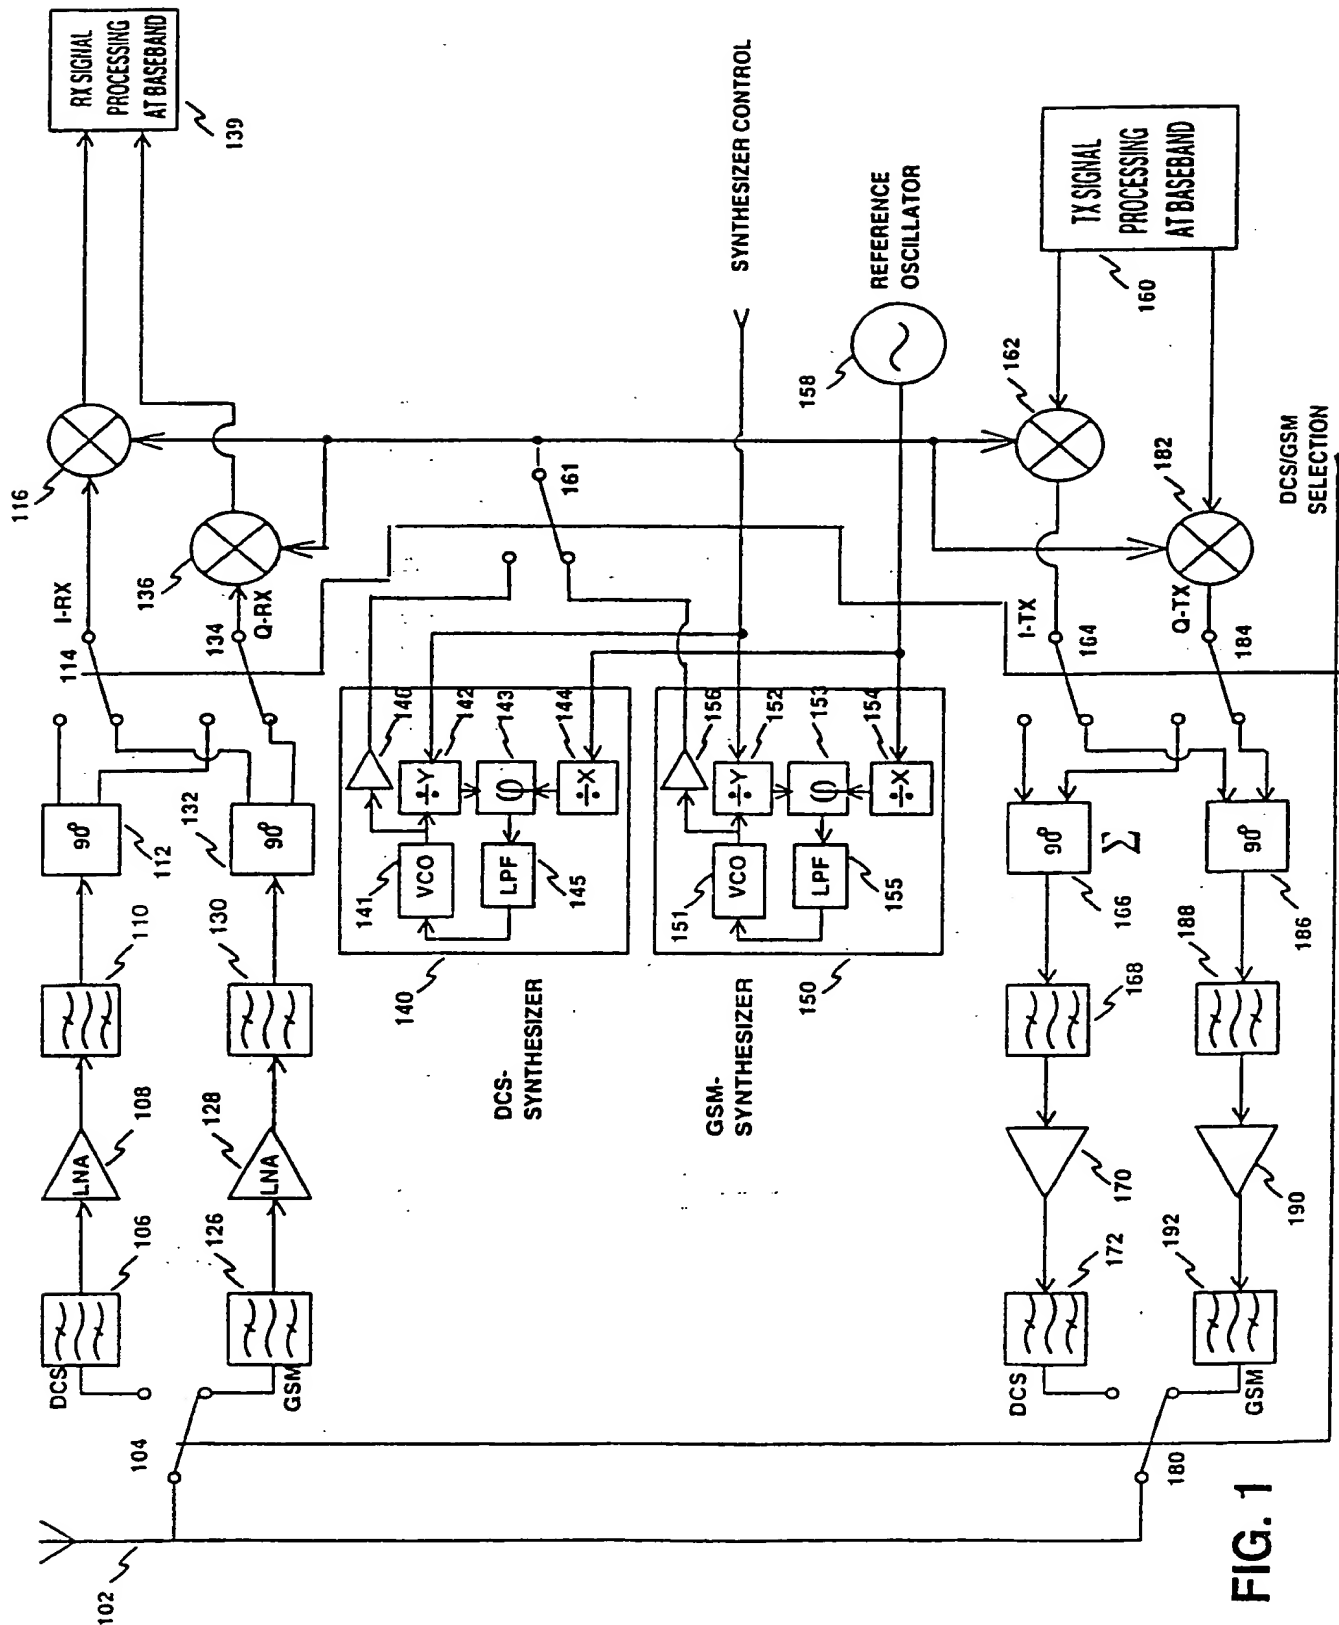 116
RX SIGNAL
PROCESSING
AT BASEBAND
139
DCS
106
LNA
108
110
90°
112
114
I-RX
136
102
104
126
GSM
128
LNA
130
132
90°
134
Q-RX
140
141
VCO
146
÷Y
142
LPF
145
ф
143
÷X
144
161
DCS-
SYNTHESIZER
150
151
VCO
156
÷Y
152
LPF
155
ф
153
÷X
154
GSM-
SYNTHESIZER
SYNTHESIZER CONTROL
158
REFERENCE
OSCILLATOR
162
TX SIGNAL
PROCESSING
AT BASEBAND
160
DCS
172
170
168
90°
166
Σ
I-TX
164
182
180
GSM
192
190
188
90°
186
Q-TX
184
DCS/GSM
SELECTION
FIG. 1